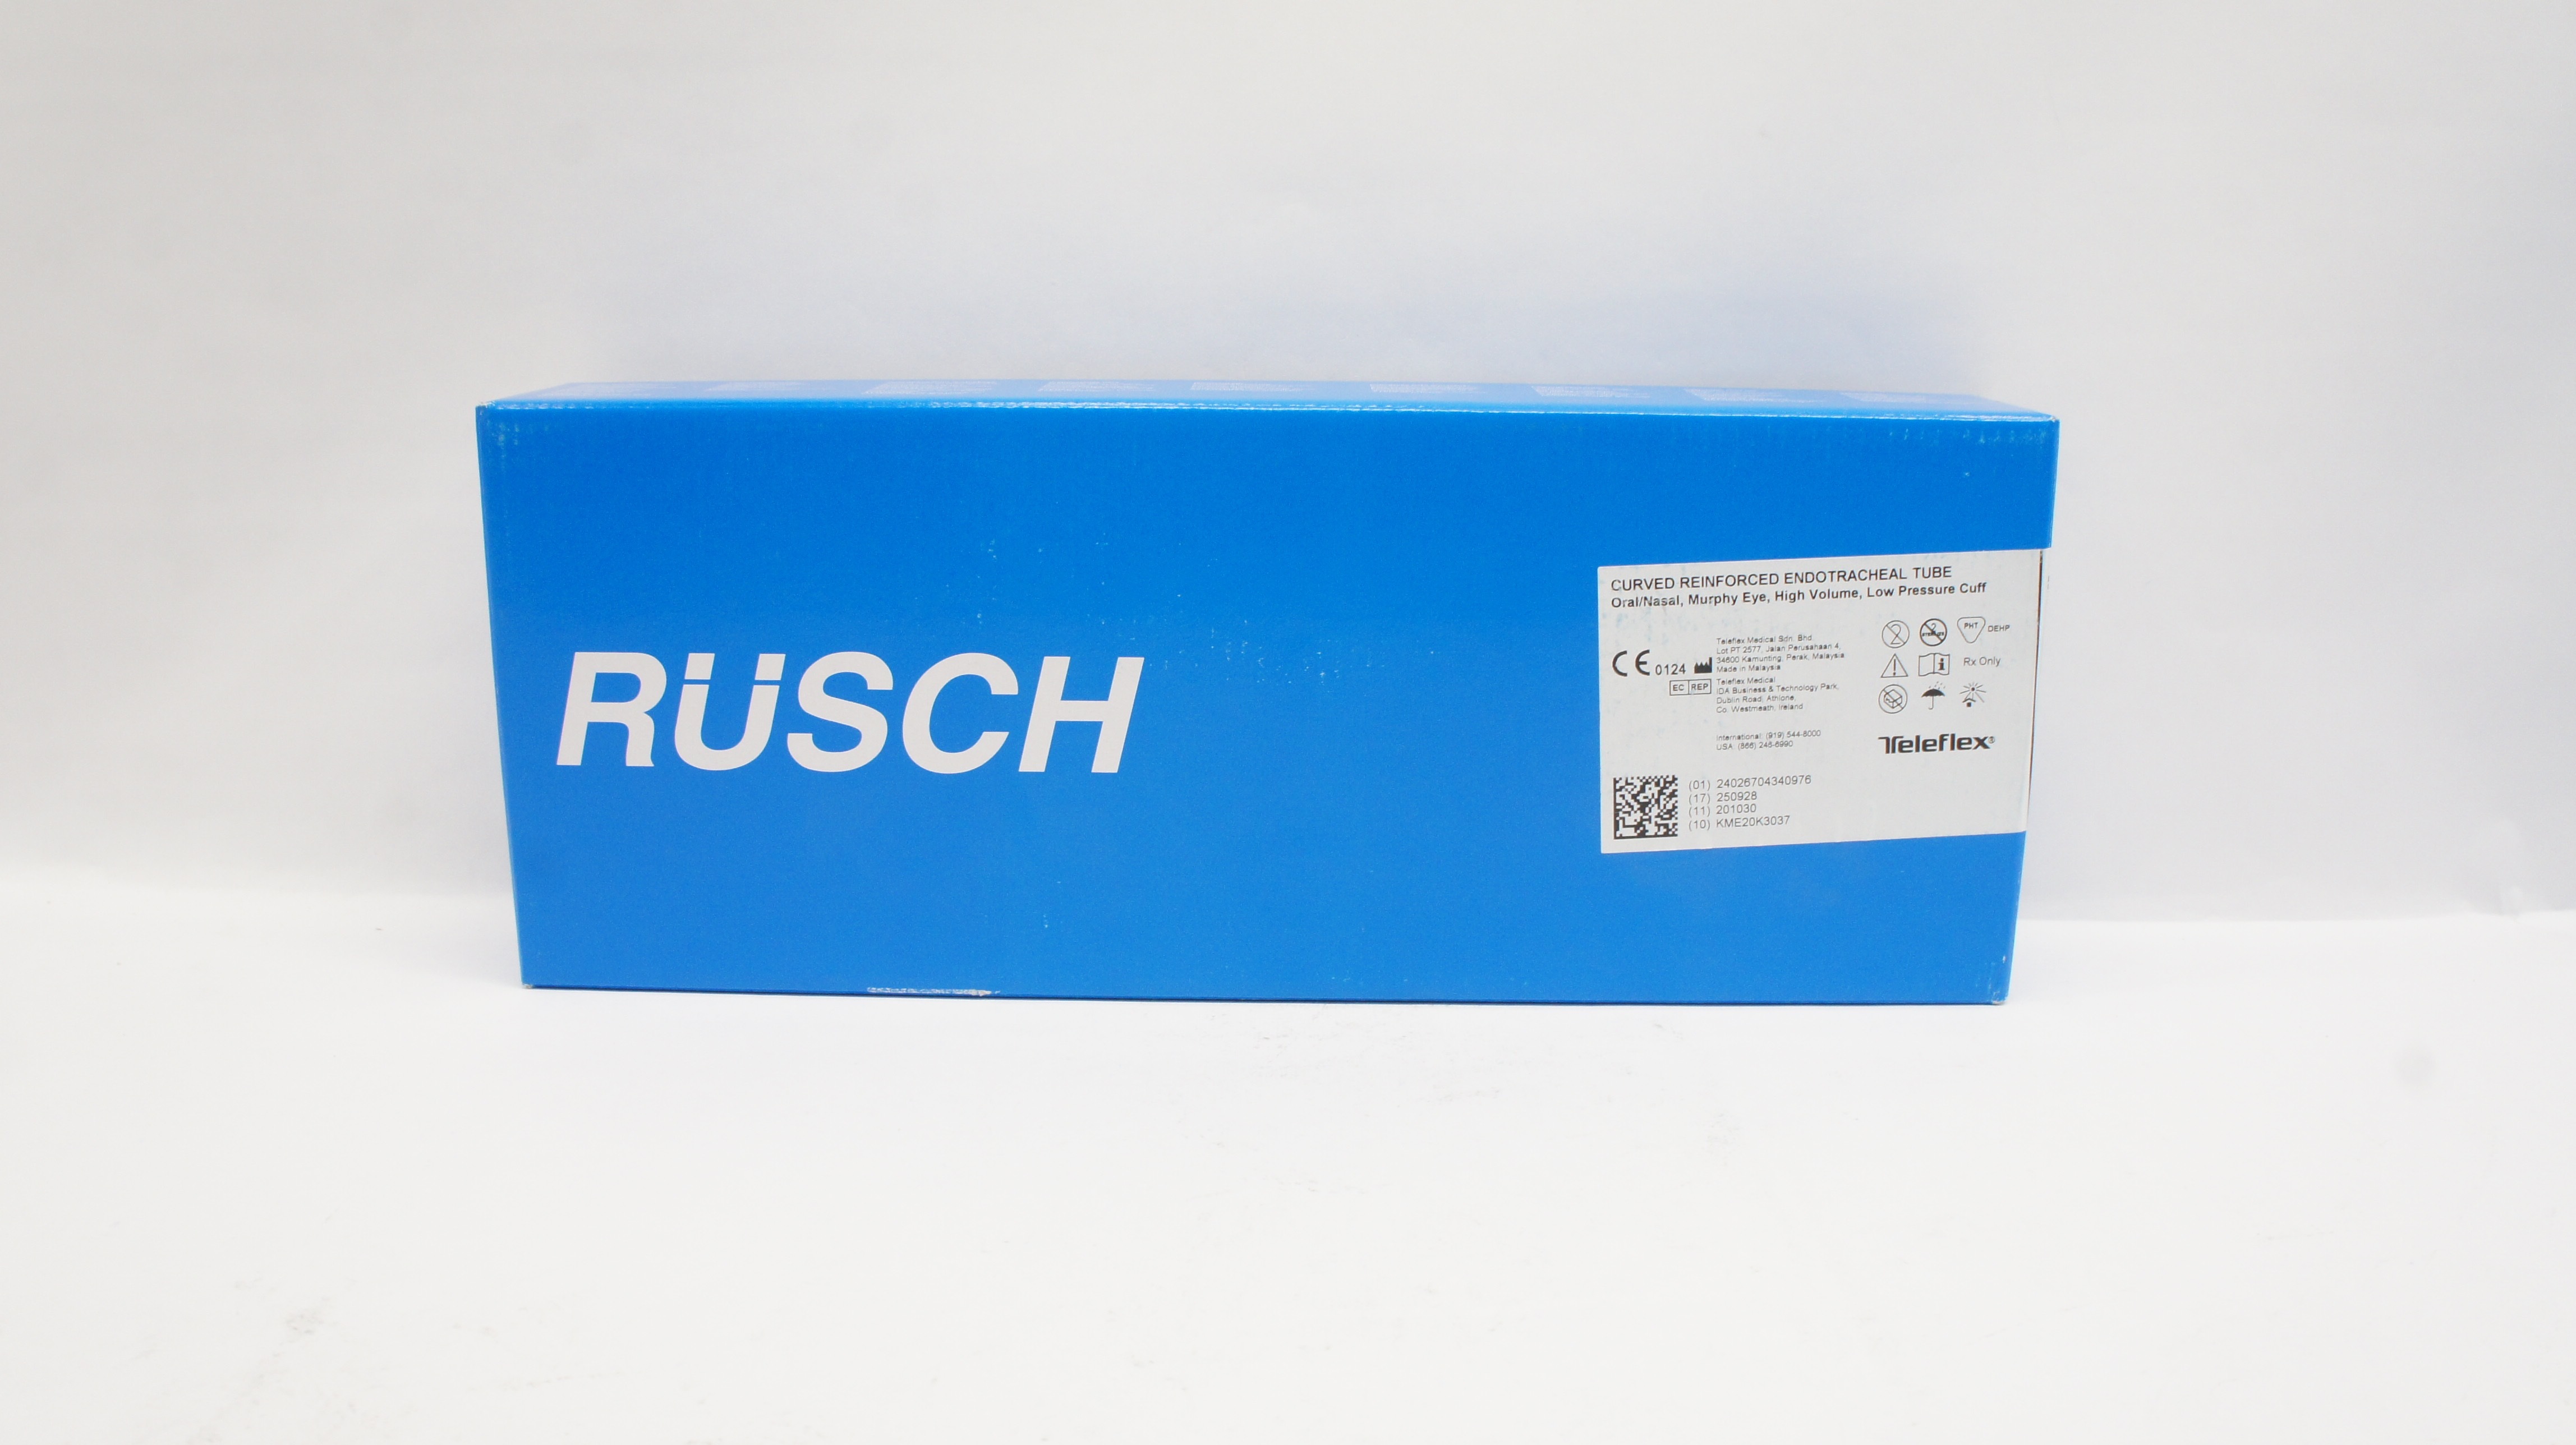 RÜSCH
CURVED REINFORCED ENDOTRACHEAL TUBE
Oral/Nasal, Murphy Eye, High Volume, Low Pressure Cuff
Teleflex Medical Sdn. Bhd
Lot PT 2577, Jalan Perusahaan 4,
34600 Kamunting, Perak, Malaysia
Made in Malaysia
CE 0124
EC REP
Teleflex Medical
IDA Business & Technology Park,
Dublin Road, Athlone,
Co. Westmeath, Ireland
International: (919) 544-8000
USA: (866) 246-6990
2
2
STERILIZE
PHT DEHP
Rx Only
Teleflex®
(01) 24026704340976
(17) 250928
(11) 201030
(10) KME20K3037